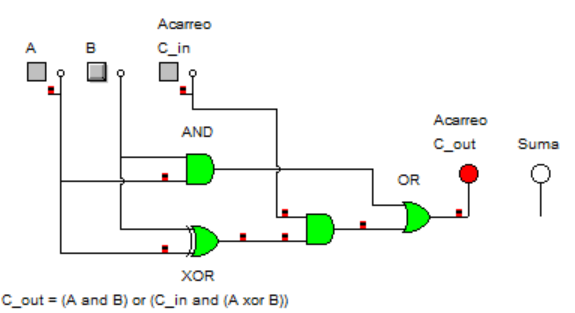 Acarreo
A
B
C_in
AND
Acarreo
C_out
Suma
OR
XOR
C_out = (A and B) or (C_in and (A xor B))